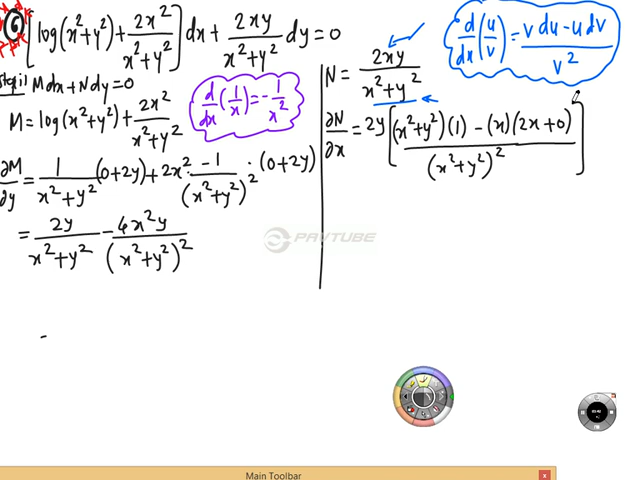 ⑥ [log(x²+y²)+ 2x²/(x²+y²)]dx + 2xy/(x²+y²) dy=0
Mdx+Ndy=0
M=log(x²+y²)+ 2x²/(x²+y²)
∂M/∂y = 1/(x²+y²) (0+2y)+2x² · -1/(x²+y²)² · (0+2y)
= 2y/(x²+y²) - 4x²y/(x²+y²)²
d/dx (1/x) = -1/x²
N= 2xy/(x²+y²)
∂N/∂x = 2y [((x²+y²)(1)-(x)(2x+0))/(x²+y²)²]
d/dx (u/v) = (v du - u dv)/v²
PAVTUBE
Main Toolbar